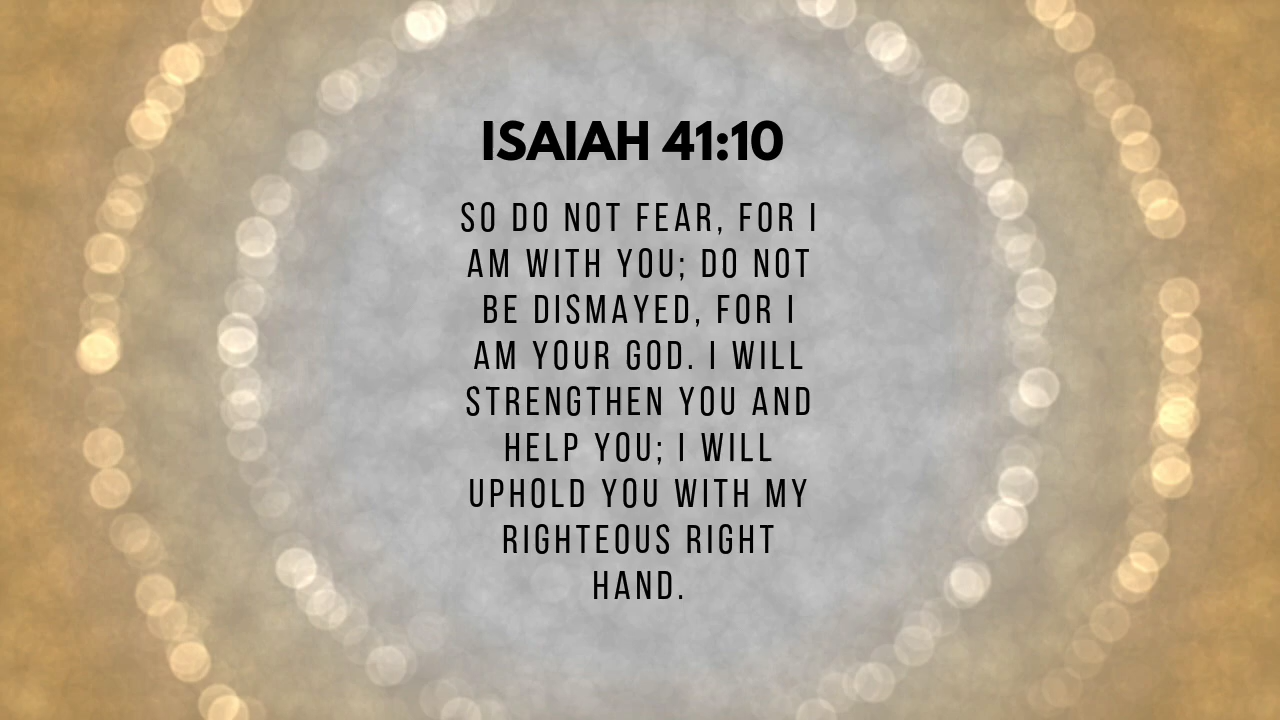 ISAIAH 41:10
SO DO NOT FEAR, FOR I
AM WITH YOU; DO NOT
BE DISMAYED, FOR I
AM YOUR GOD. I WILL
STRENGTHEN YOU AND
HELP YOU; I WILL
UPHOLD YOU WITH MY
RIGHTEOUS RIGHT
HAND.